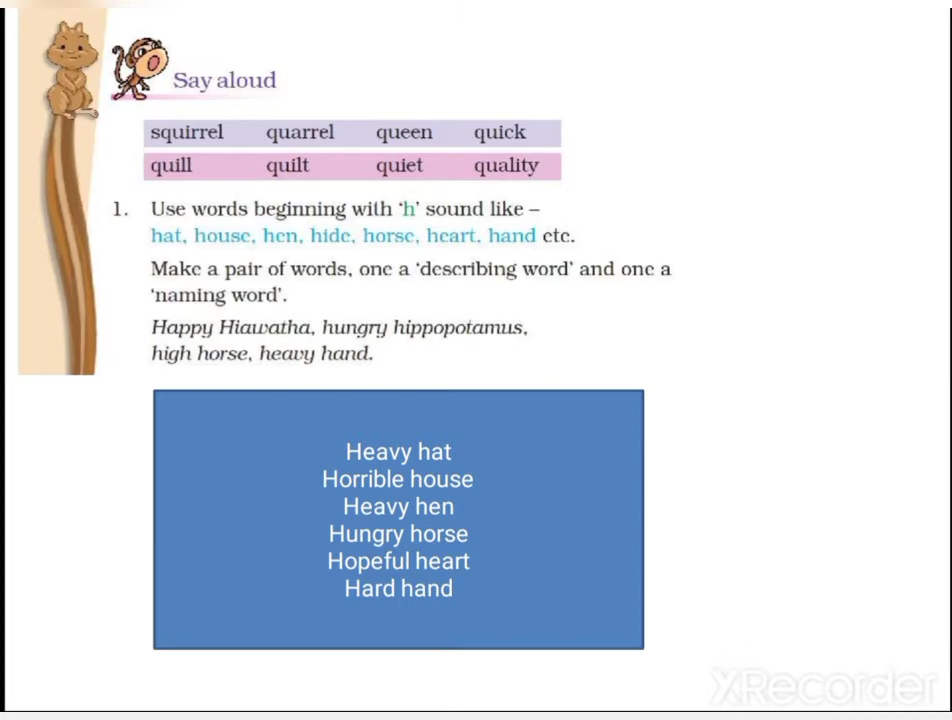 Say aloud
squirrel quarrel queen quick
quill quilt quiet quality
1. Use words beginning with ‘h’ sound like –
hat, house, hen, hide, horse, heart, hand etc.
Make a pair of words, one a ‘describing word’ and one a
‘naming word’.
Happy Hiawatha, hungry hippopotamus,
high horse, heavy hand.
Heavy hat
Horrible house
Heavy hen
Hungry horse
Hopeful heart
Hard hand
XRecorder